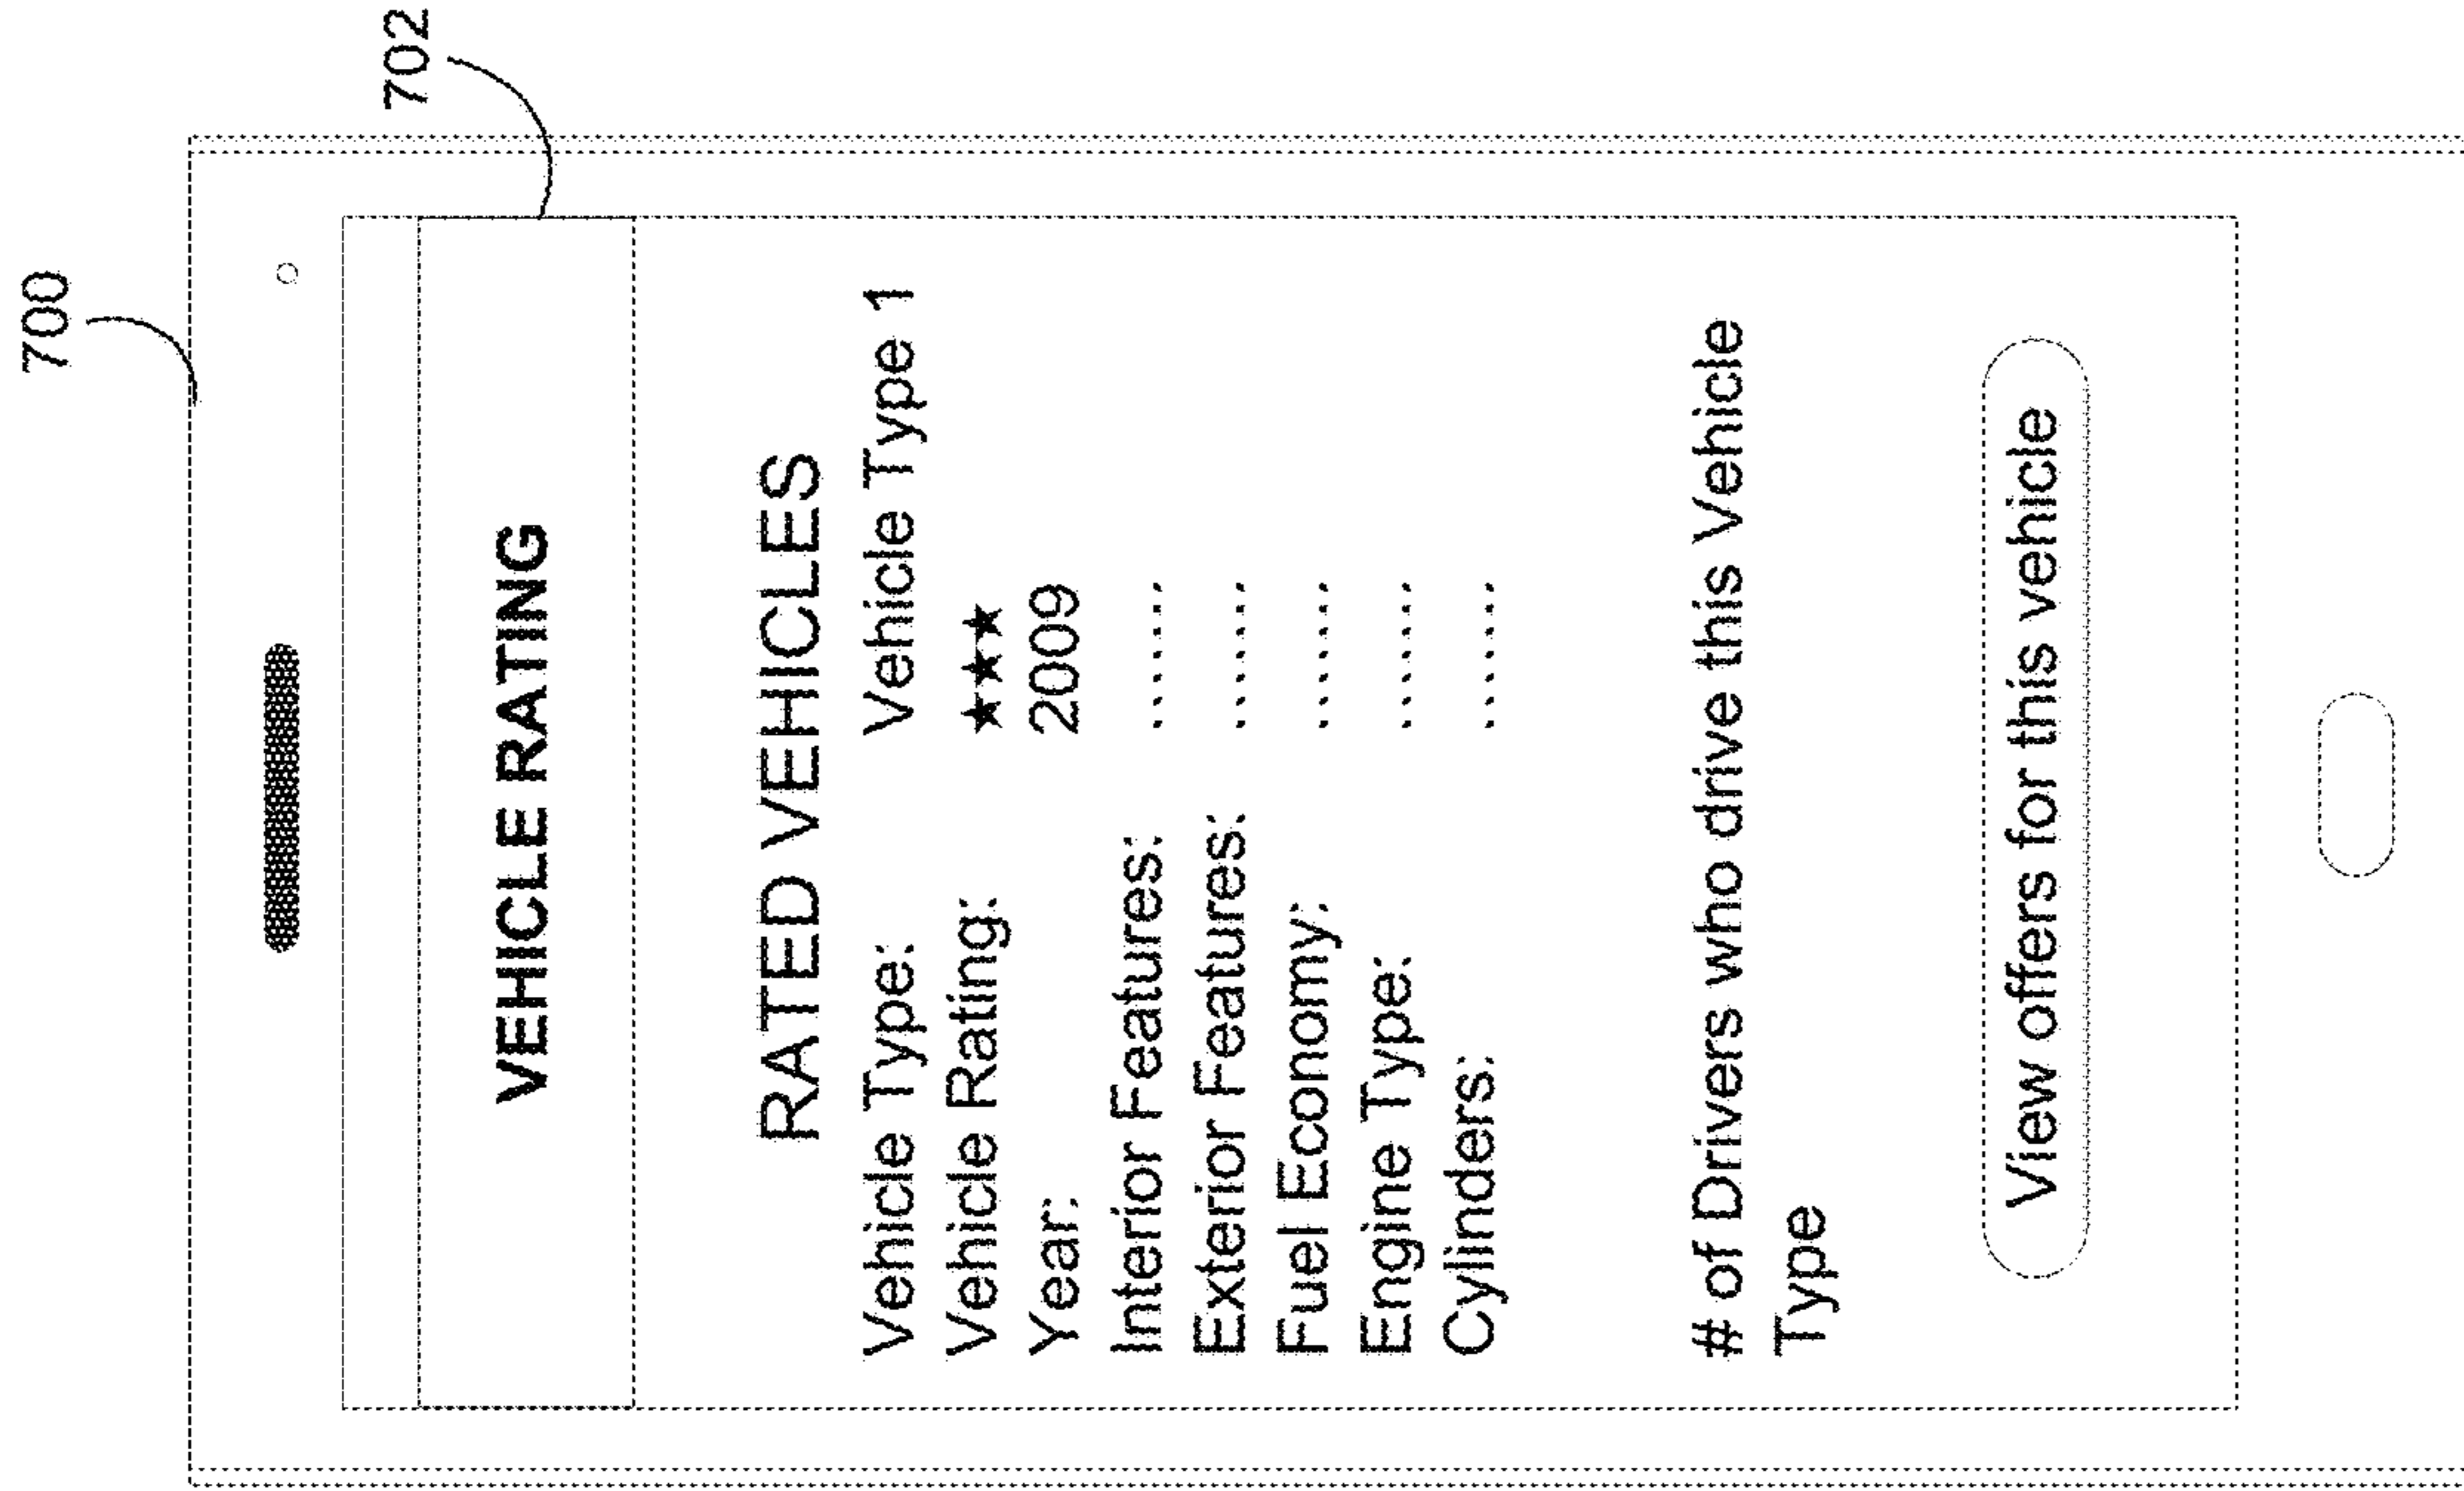 700
702
VEHICLE RATING
RATED VEHICLES
Vehicle Type: Vehicle Type 1
Vehicle Rating: ★★★
Year: 2009
Interior Features: ......
Exterior Features: ......
Fuel Economy: ......
Engine Type: ......
Cylinders: ......
# of Drivers who drive this Vehicle
Type
View offers for this vehicle